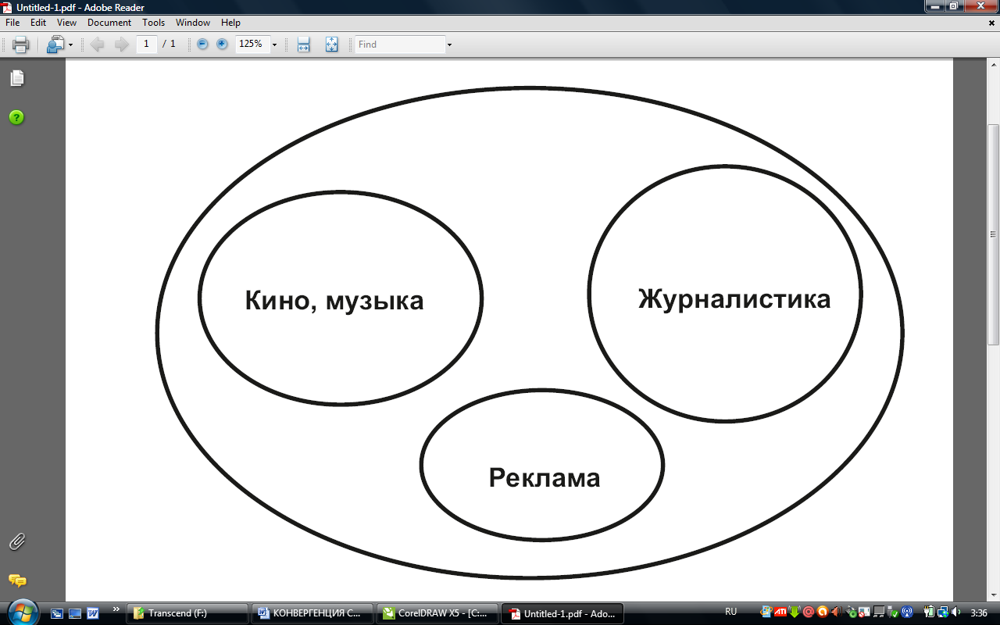 Untitled-1.pdf - Adobe Reader
File Edit View Document Tools Window Help
1 / 1 125% Find
Кино, музыка
Журналистика
Реклама
» Transcend (F:) КОНВЕРГЕНЦИЯ С... CorelDRAW X5 - [C:... Untitled-1.pdf - Ado... RU 3:36